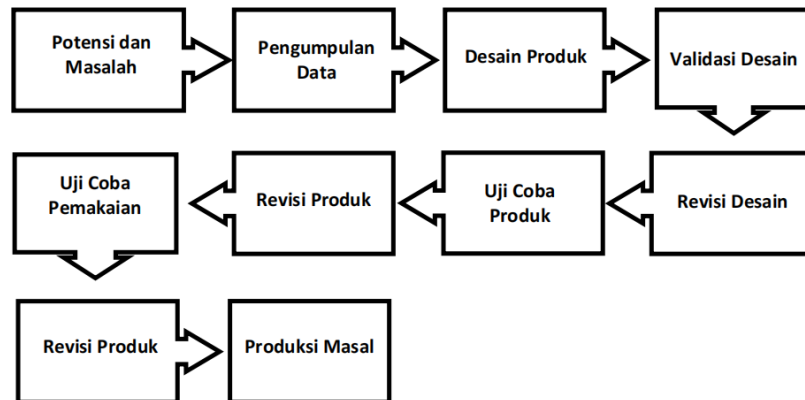 Potensi dan
Masalah
Pengumpulan
Data
Desain Produk
Validasi Desain
Revisi Desain
Uji Coba
Produk
Revisi Produk
Uji Coba
Pemakaian
Revisi Produk
Produksi Masal